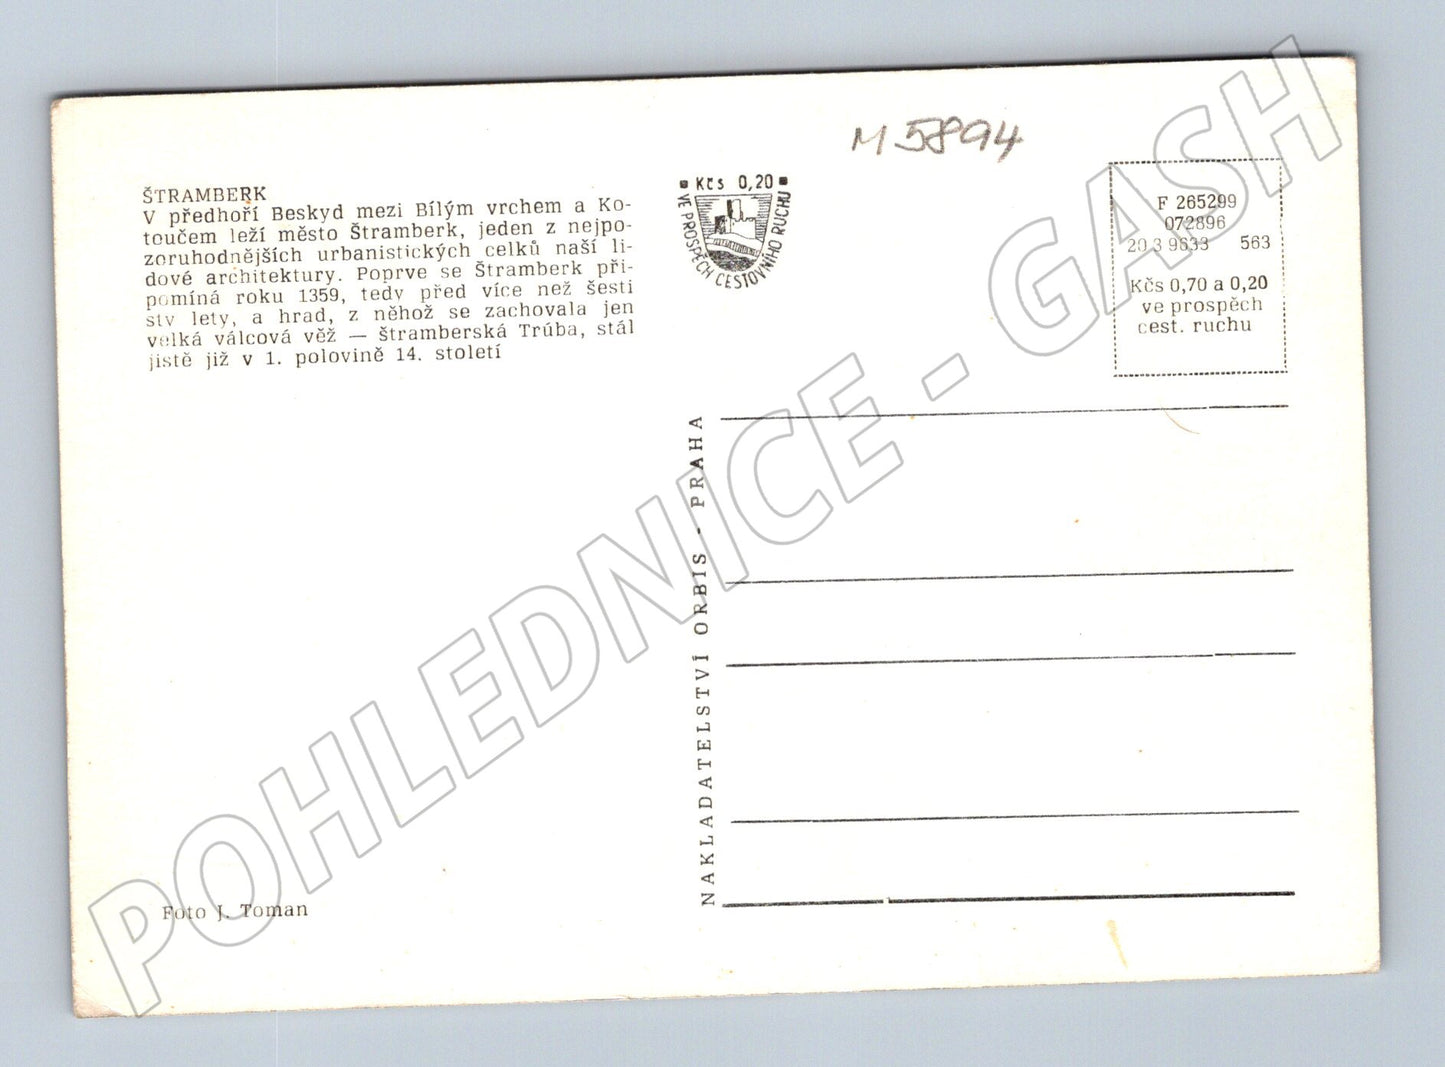 M 5894
ŠTRAMBERK
V předhoří Beskyd mezi Bílým vrchem a Ko-
toučem leží město Štramberk, jeden z nejpo-
zoruhodnějších urbanistických celků naší li-
dové architektury. Poprve se Štramberk při-
pomíná roku 1359, tedy před více než šesti
sty lety, a hrad, z něhož se zachovala jen
velká válcová věž — Štramberská Trúba, stál
jistě již v 1. polovině 14. století
Kčs 0,20
VE PROSPĚCH CESTOVNÍHO RUCHU
F 265299
072896
20 3 9633 563
Kčs 0,70 a 0,20
ve prospěch
cest. ruchu
NAKLADATELSTVÍ ORBIS - PRAHA
Foto J. Toman
POHLEDNICE - GASH